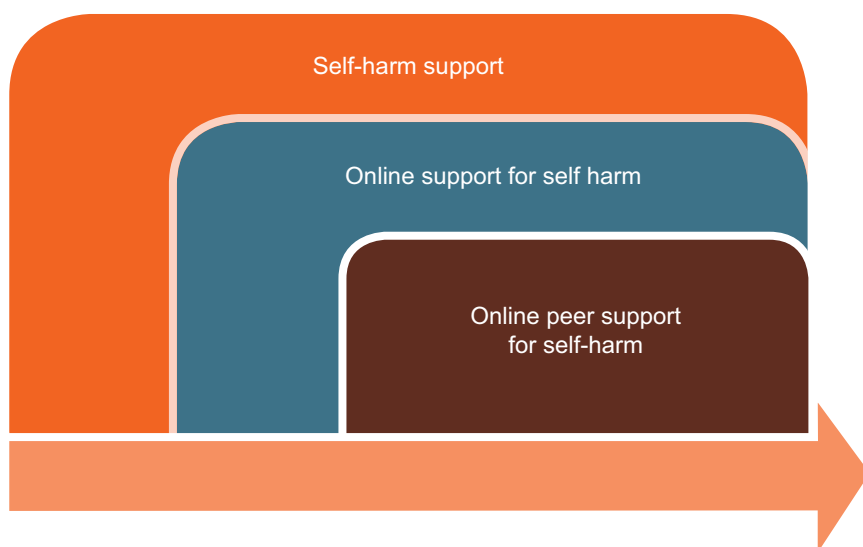 Self-harm support
Online support for self harm
Online peer support
for self-harm